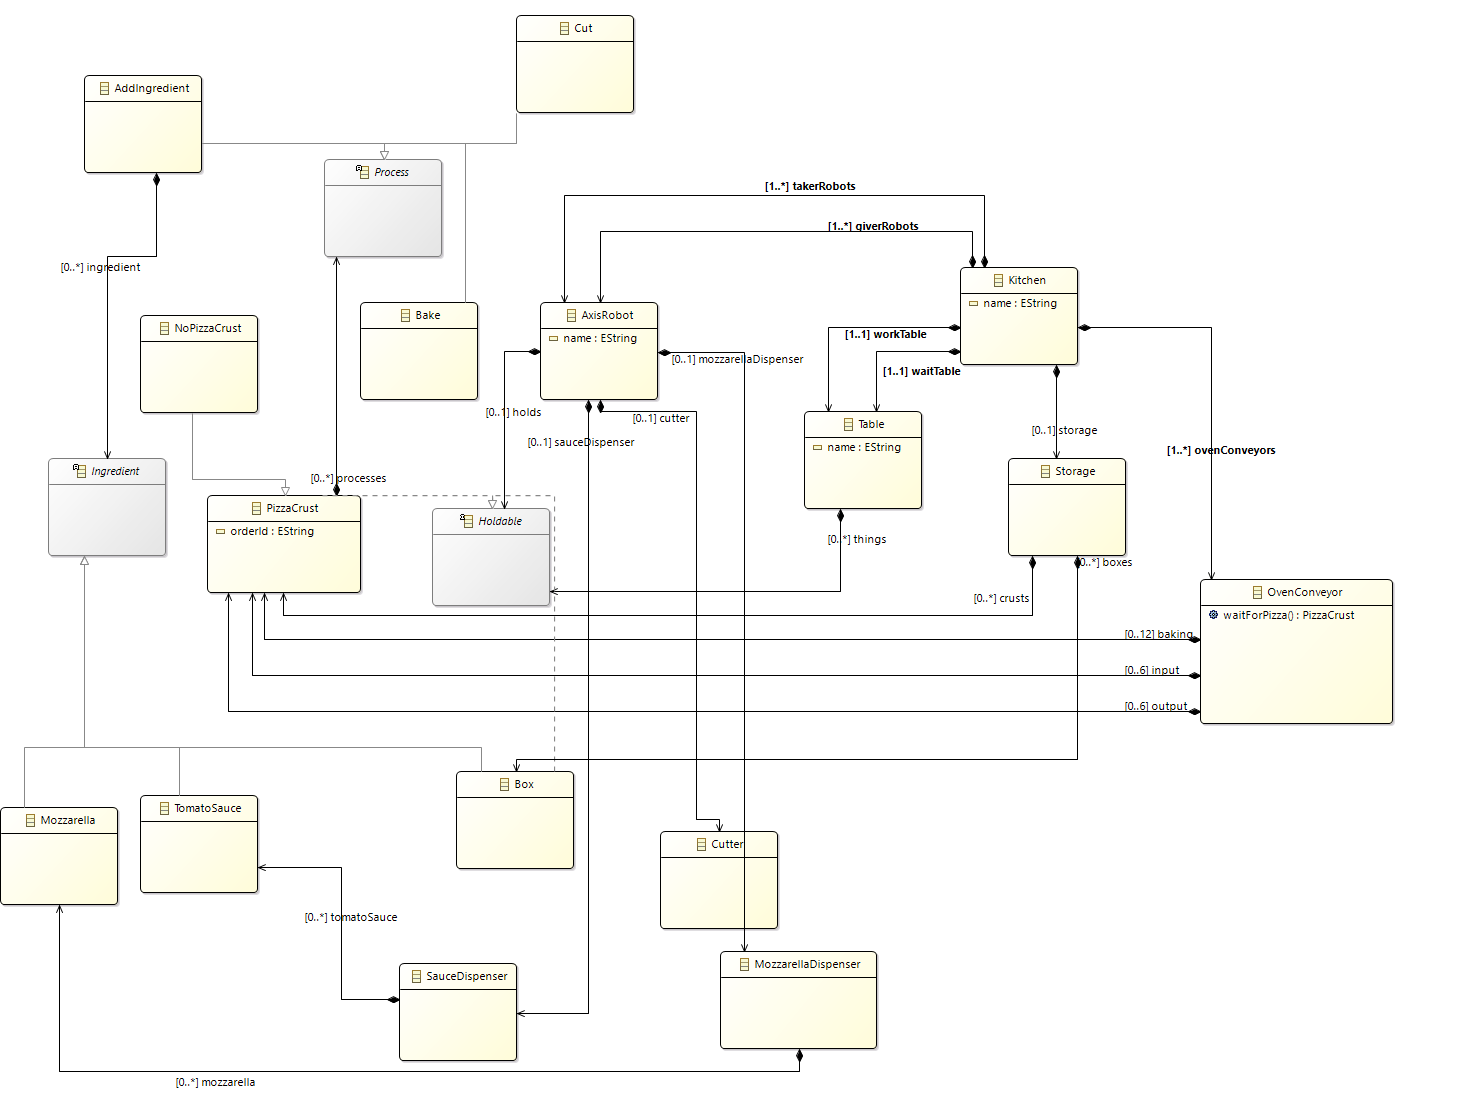 Cut
AddIngredient
Process
[1..*] takerRobots
[1..*] giverRobots
[0..*] ingredient
Kitchen
name : EString
NoPizzaCrust
Bake
AxisRobot
name : EString
[1..1] workTable
[0..1] mozzarellaDispenser
[1..1] waitTable
[0..1] holds
[0..1] cutter
Table
name : EString
[0..1] storage
[0..1] sauceDispenser
[1..*] ovenConveyors
Ingredient
Storage
[0..*] processes
PizzaCrust
orderId : EString
Holdable
[0..*] things
[0..*] boxes
[0..*] crusts
OvenConveyor
waitForPizza() : PizzaCrust
[0..12] baking
[0..6] input
[0..6] output
Box
Mozzarella
TomatoSauce
Cutter
[0..*] tomatoSauce
SauceDispenser
MozzarellaDispenser
[0..*] mozzarella